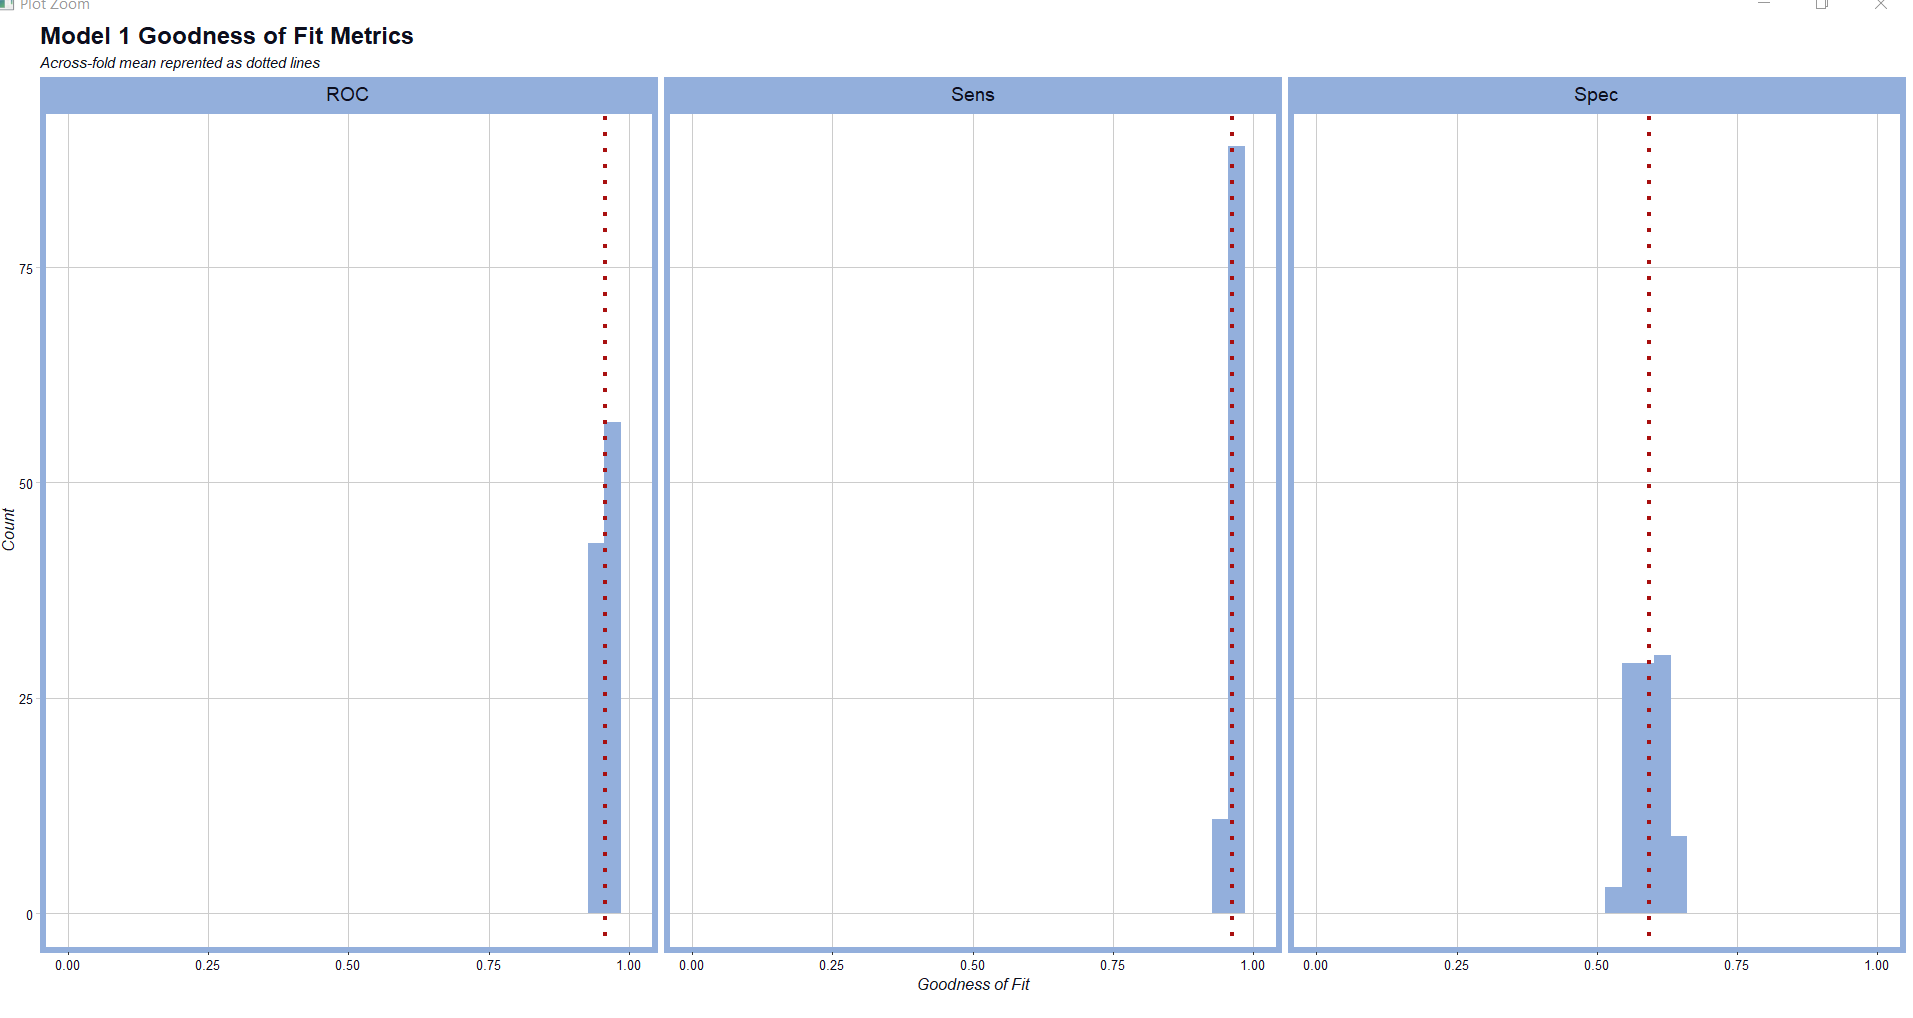 Plot Zoom
Model 1 Goodness of Fit Metrics
Across-fold mean reprented as dotted lines
ROC Sens Spec
75
50
25
0
Count
0.00 0.25 0.50 0.75 1.00 0.00 0.25 0.50 0.75 1.00 0.00 0.25 0.50 0.75 1.00
Goodness of Fit